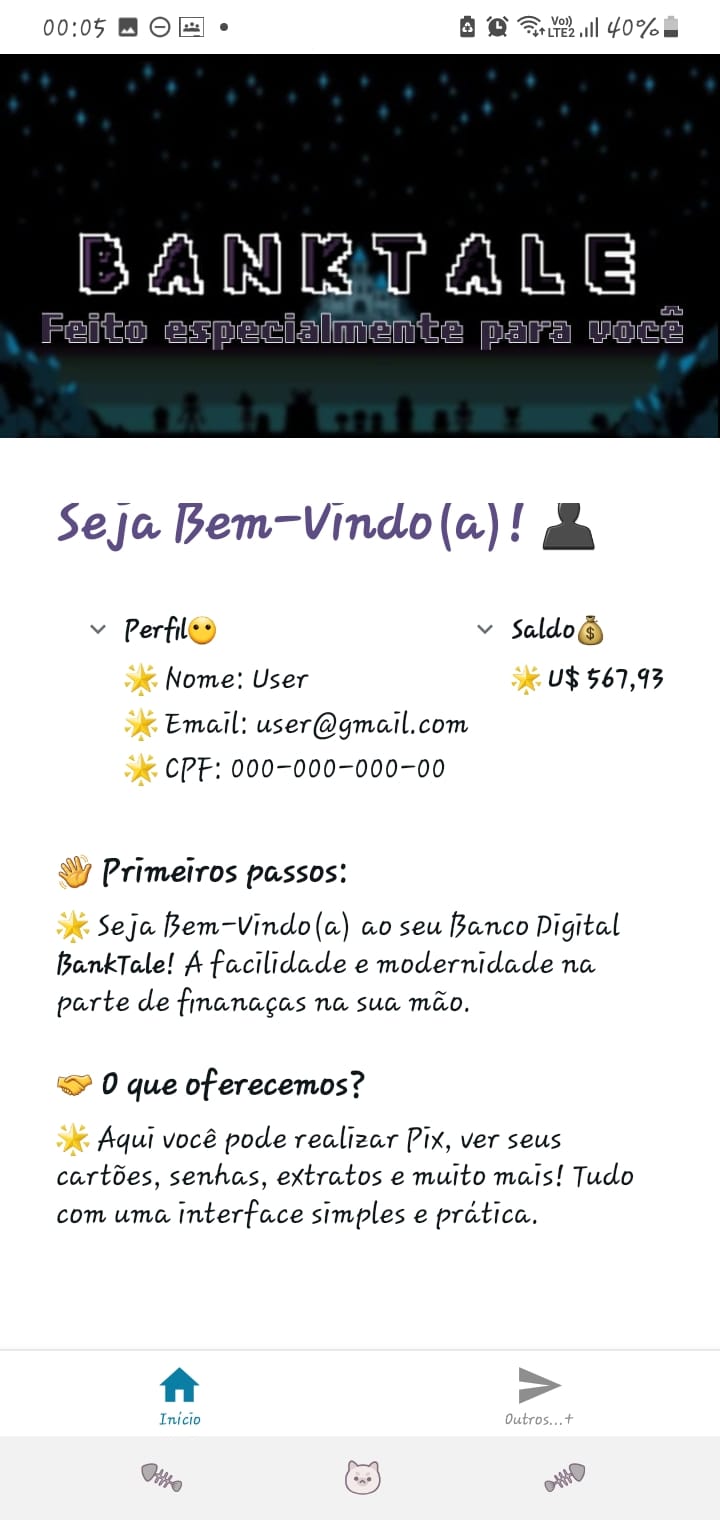 00:05
Vo) LTE2 40%
BANKTALE
Feito especialmente para você
Seja Bem-Vindo(a)! 👤
Perfil😶
🌟 Nome: User
🌟 Email: user@gmail.com
🌟 CPF: 000-000-000-00
Saldo💰
🌟 U$ 567,93
👋 Primeiros passos:
🌟 Seja Bem-Vindo(a) ao seu Banco Digital
BankTale! A facilidade e modernidade na
parte de finanaças na sua mão.
🤝 O que oferecemos?
🌟 Aqui você pode realizar Pix, ver seus
cartões, senhas, extratos e muito mais! Tudo
com uma interface simples e prática.
Início
Outros...+